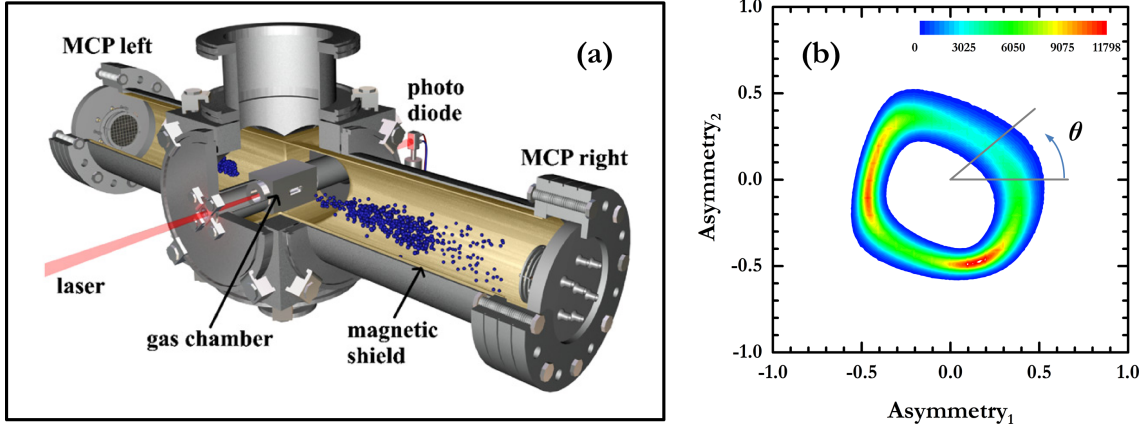 MCP left
(a)
photo
diode
MCP right
laser
gas chamber
magnetic
shield
(b)
0 3025 6050 9075 11798
θ
1.0
0.5
0.0
-0.5
-1.0
Asymmetry₂
-1.0 -0.5 0.0 0.5 1.0
Asymmetry₁